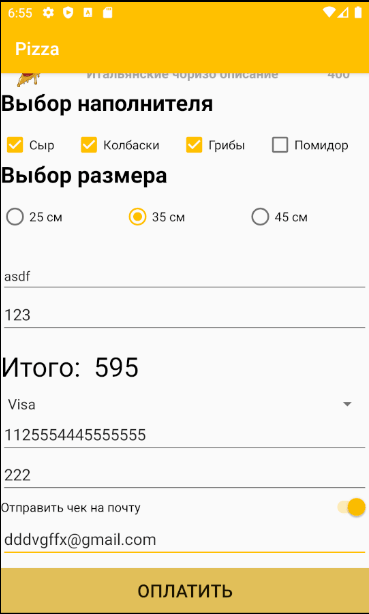 6:55
Pizza
Итальянские чоризо описание 400
Выбор наполнителя
Сыр Колбаски Грибы Помидор
Выбор размера
25 см 35 см 45 см
asdf
123
Итого: 595
Visa
1125554445555555
222
Отправить чек на почту
dddvgffx@gmail.com
ОПЛАТИТЬ